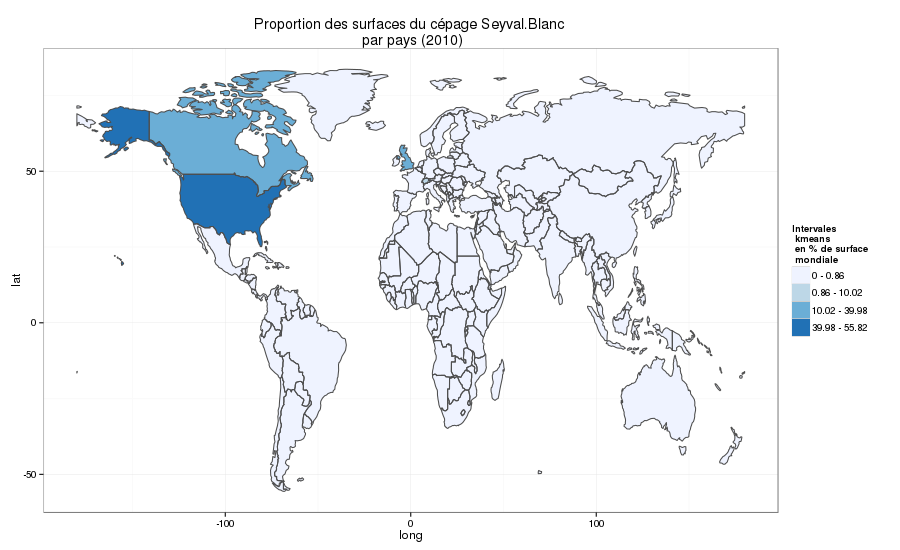 Proportion des surfaces du cépage Seyval.Blanc
par pays (2010)
50
0
-50
lat
-100
0
100
long
Intervales
kmeans
en % de surface
mondiale
0 - 0.86
0.86 - 10.02
10.02 - 39.98
39.98 - 55.82